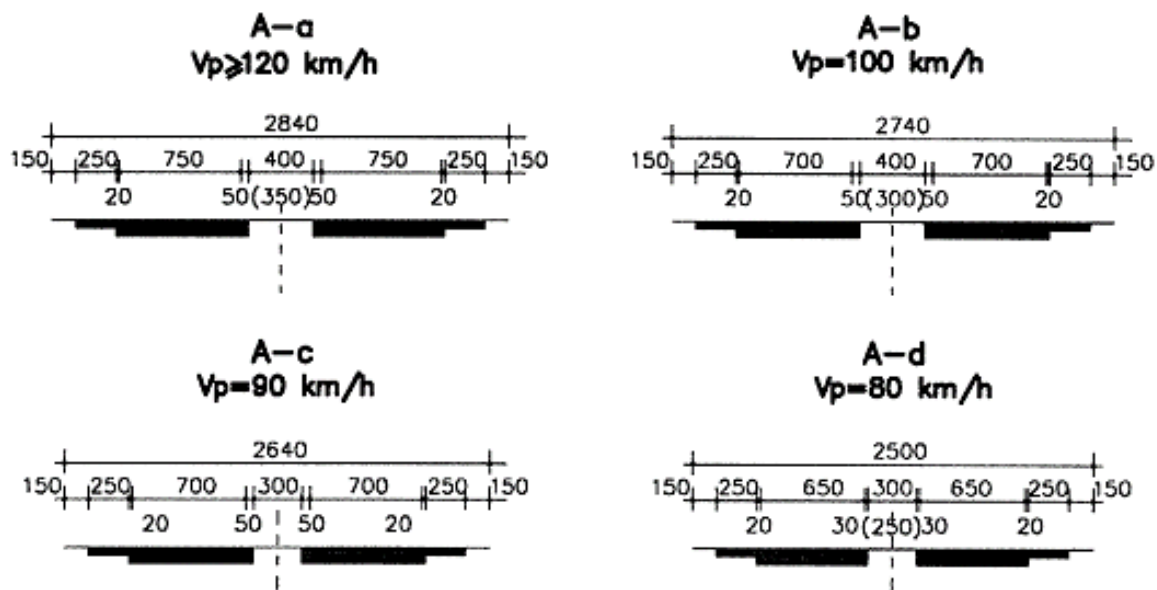 A-a
Vp⩾120 km/h
2840
150 250 750 400 750 250 150
20 50(350)50 20
A-b
Vp=100 km/h
2740
150 250 700 400 700 250 150
20 50(300)50 20
A-c
Vp=90 km/h
2640
150 250 700 300 700 250 150
20 50 50 20
A-d
Vp=80 km/h
2500
150 250 650 300 650 250 150
20 30(250)30 20